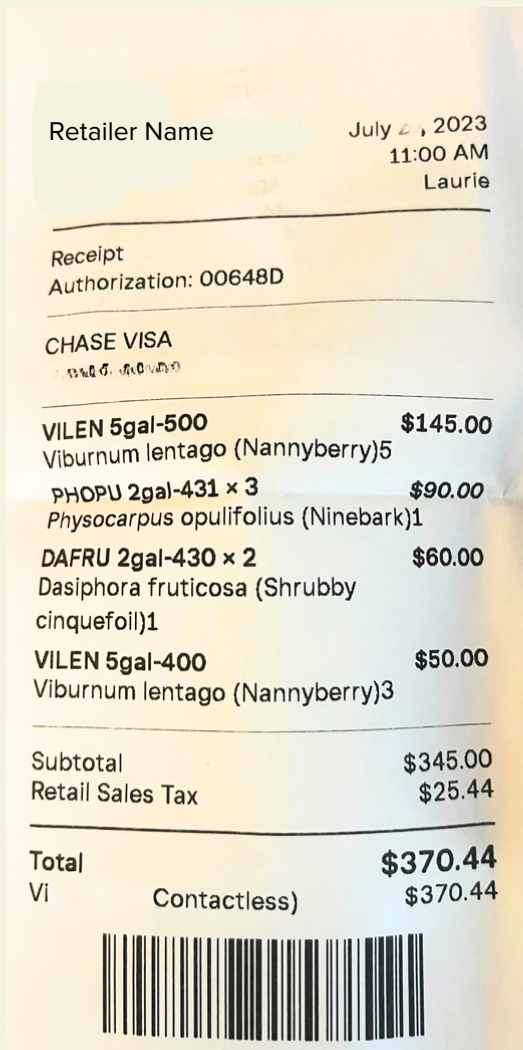 Retailer Name
July , 2023
11:00 AM
Laurie
Receipt
Authorization: 00648D
CHASE VISA
VILEN 5gal-500 $145.00
Viburnum lentago (Nannyberry)5
PHOPU 2gal-431 × 3 $90.00
Physocarpus opulifolius (Ninebark)1
DAFRU 2gal-430 × 2 $60.00
Dasiphora fruticosa (Shrubby
cinquefoil)1
VILEN 5gal-400 $50.00
Viburnum lentago (Nannyberry)3
Subtotal $345.00
Retail Sales Tax $25.44
Total $370.44
Vi Contactless) $370.44